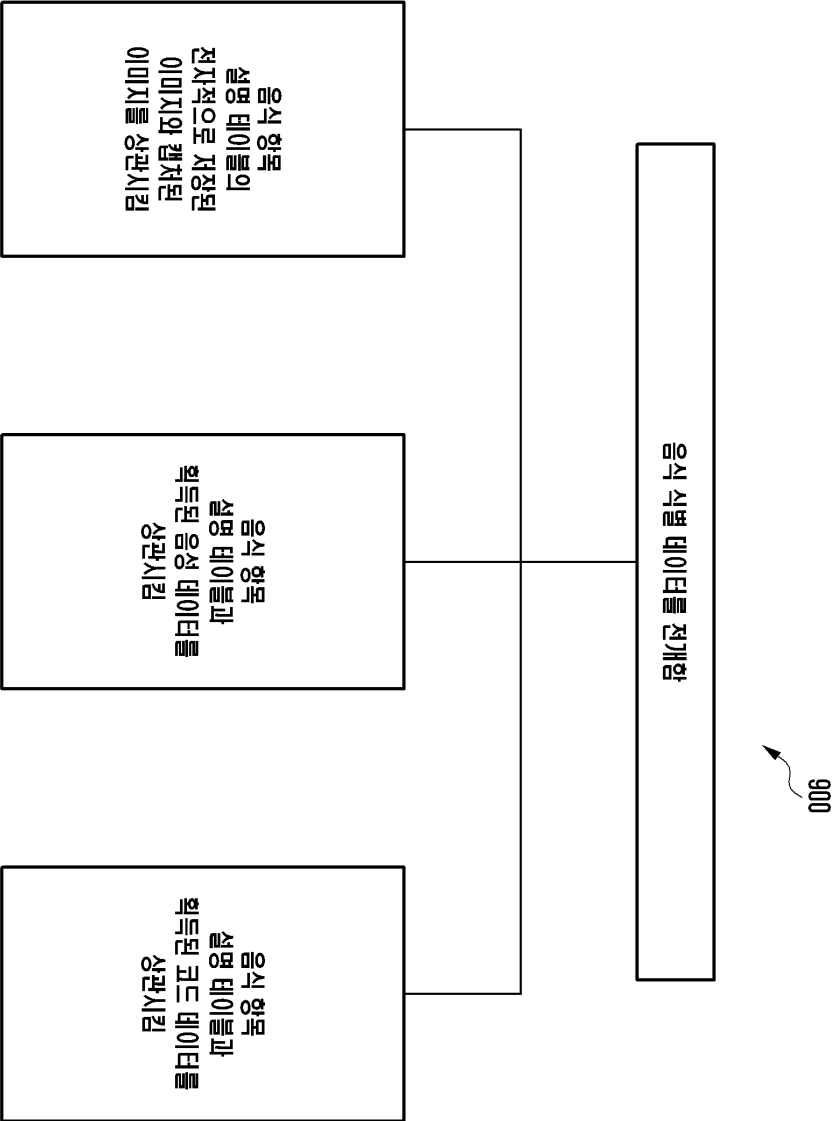 900
음식 식별 데이터를 전개함
음식 항목
설명 테이블의
전자적으로 저장된
이미지와 캡쳐된
이미지를 상관시킴
음식 항목
설명 테이블과
획득된 음성 데이터를
상관시킴
음식 항목
설명 테이블과
획득된 코드 데이터를
상관시킴